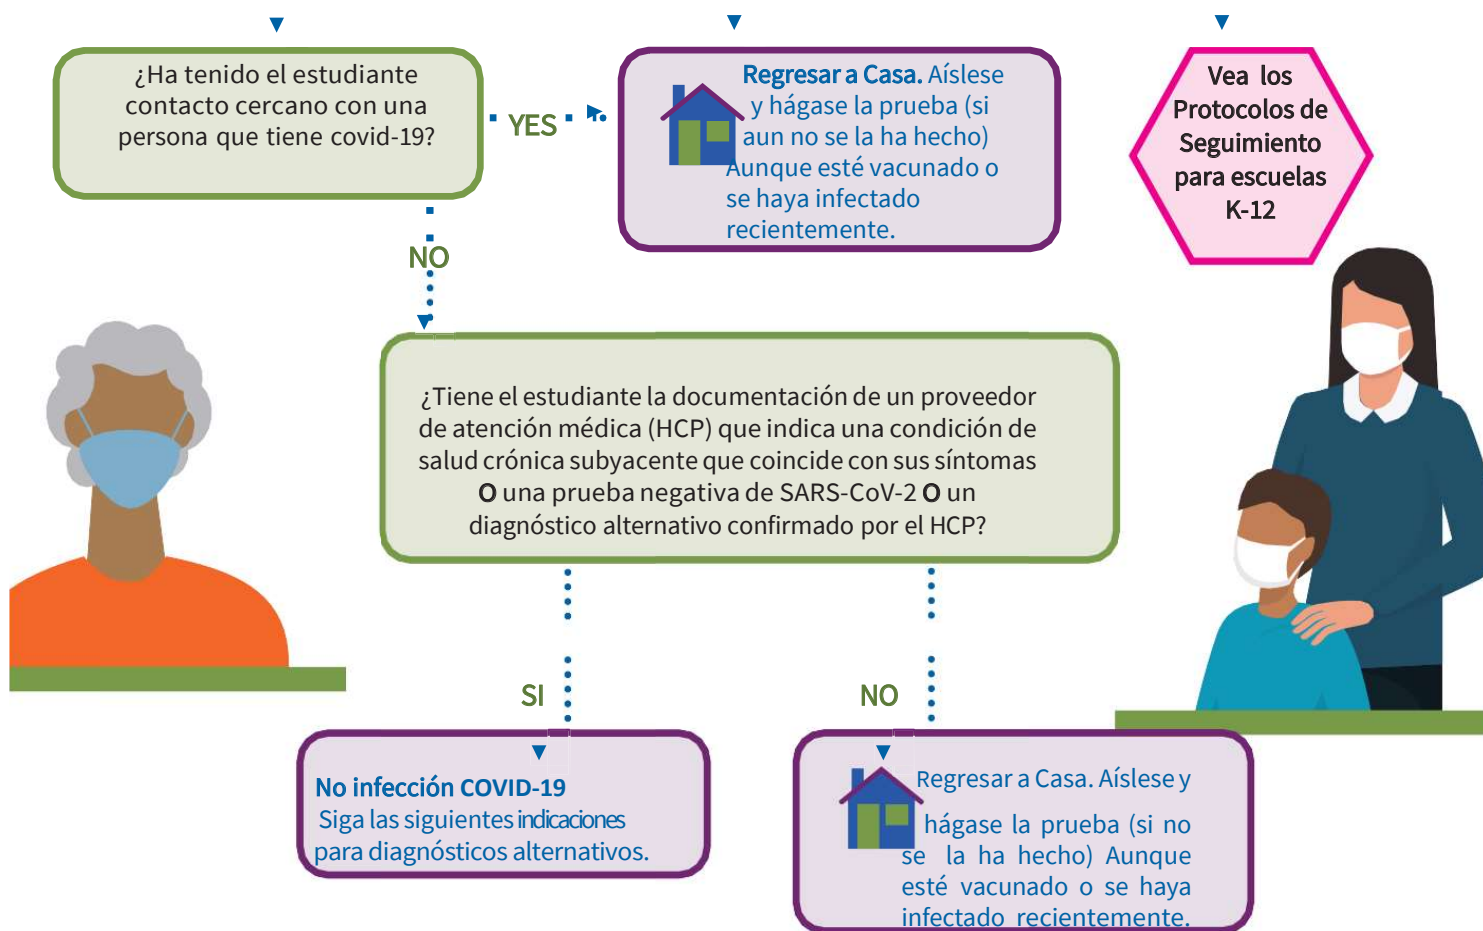 ¿Ha tenido el estudiante
contacto cercano con una
persona que tiene covid-19?
YES
Regresar a Casa. Aíslese
y hágase la prueba (si
aun no se la ha hecho)
Aunque esté vacunado o
se haya infectado
recientemente.
Vea los
Protocolos de
Seguimiento
para escuelas
K-12
NO
¿Tiene el estudiante la documentación de un proveedor
de atención médica (HCP) que indica una condición de
salud crónica subyacente que coincide con sus síntomas
O una prueba negativa de SARS-CoV-2 O un
diagnóstico alternativo confirmado por el HCP?
SI
NO
No infección COVID-19
Siga las siguientes indicaciones
para diagnósticos alternativos.
Regresar a Casa. Aíslese y
hágase la prueba (si no
se la ha hecho) Aunque
esté vacunado o se haya
infectado recientemente.